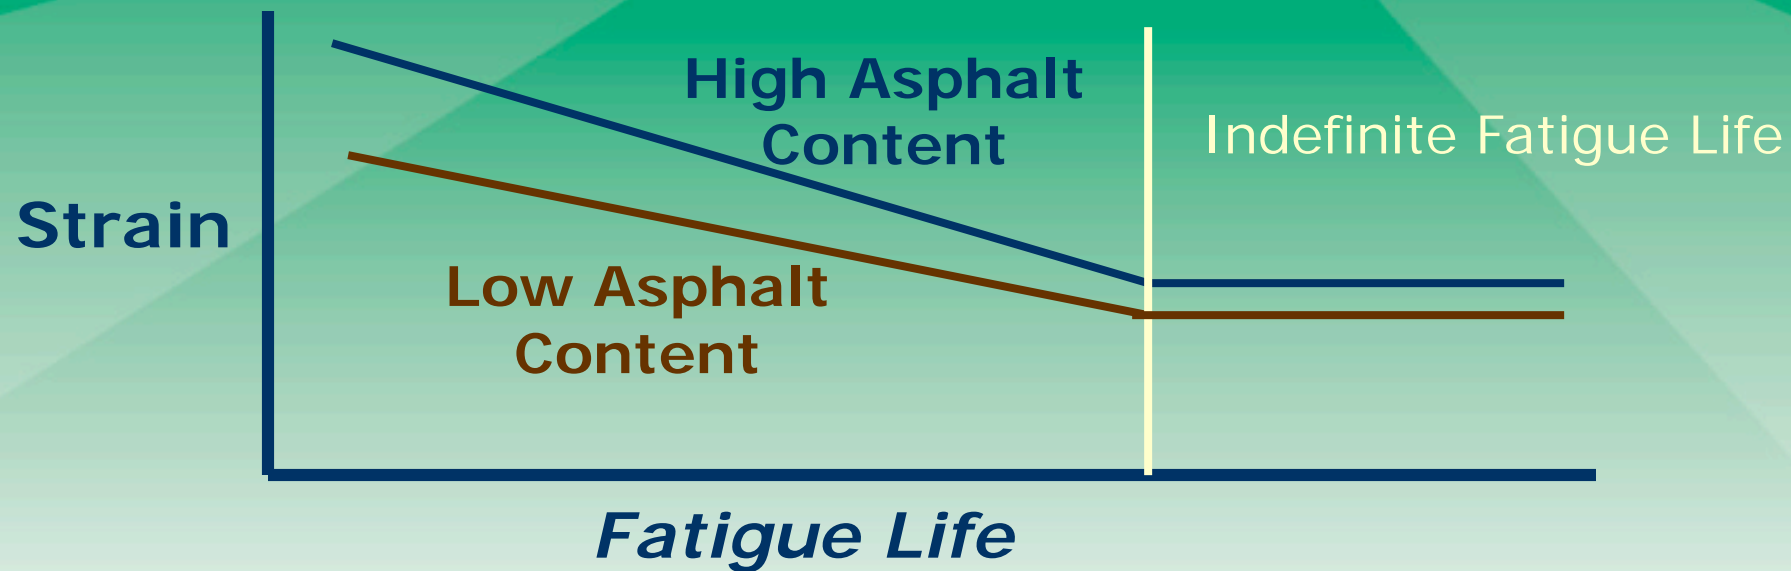 High Asphalt
Content
Indefinite Fatigue Life
Strain
Low Asphalt
Content
Fatigue Life